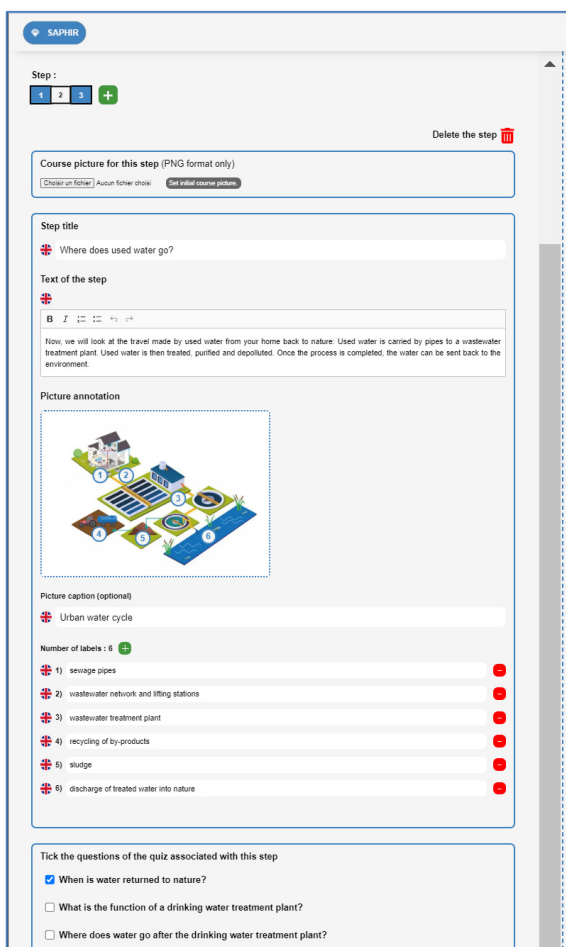 SAPHIR
Step :
1 2 3
Delete the step
Course picture for this step (PNG format only)
Choisir un fichier Aucun fichier choisi Set initial course picture.
Step title
Where does used water go?
Text of the step
B I
Now, we will look at the travel made by used water from your home back to nature: Used water is carried by pipes to a wastewater
treatment plant. Used water is then treated, purified and depolluted. Once the process is completed, the water can be sent back to the
environment.
Picture annotation
1 2
3
4 5 6
Picture caption (optional)
Urban water cycle
Number of labels : 6
1) sewage pipes
2) wastewater network and lifting stations
3) wastewater treatment plant
4) recycling of by-products
5) sludge
6) discharge of treated water into nature
Tick the questions of the quiz associated with this step
When is water returned to nature?
What is the function of a drinking water treatment plant?
Where does water go after the drinking water treatment plant?